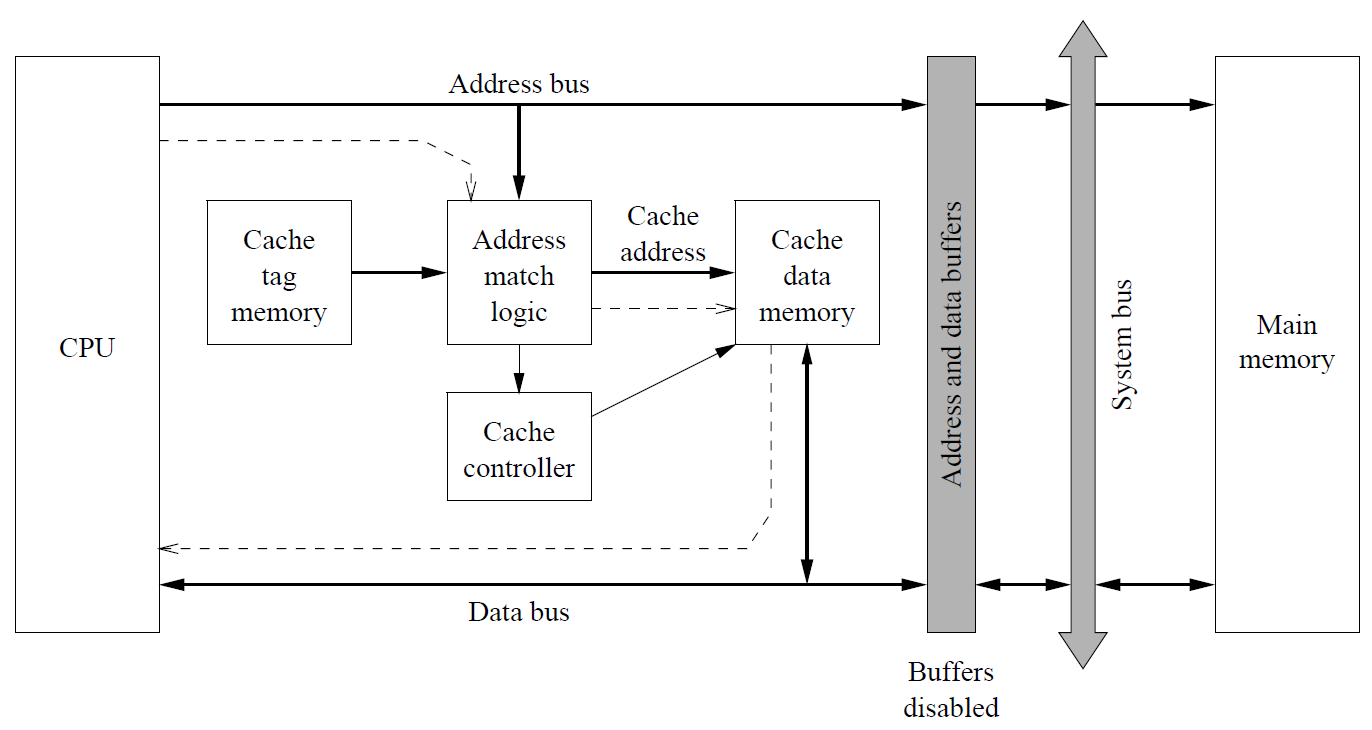 Address bus
Cache
tag
memory
Address
match
logic
Cache
address
Cache
data
memory
CPU
Cache
controller
Address and data buffers
System bus
Main
memory
Data bus
Buffers
disabled